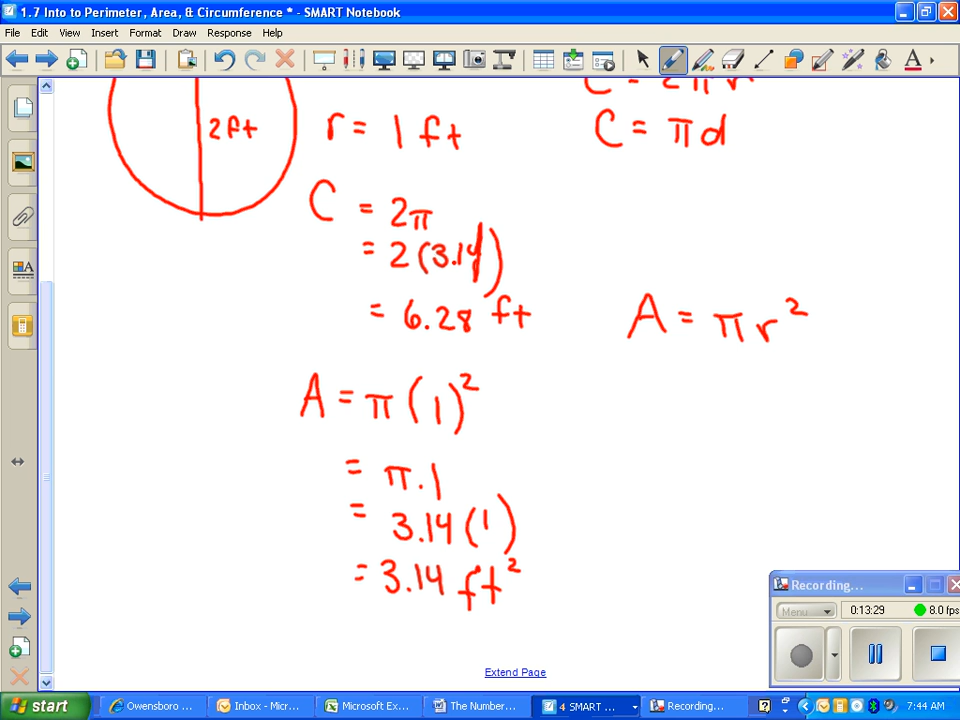 1.7 Into to Perimeter, Area, & Circumference * - SMART Notebook
File Edit View Insert Format Draw Response Help
2ft
r = 1 ft
C = 2πr
C = πd
C = 2π
= 2(3.14)
= 6.28 ft
A = πr²
A = π(1)²
= π.1
= 3.14(1)
= 3.14 ft²
Extend Page
Recording...
Menu
0:13:29
8.0 fps
start
Owensboro ...
Inbox - Micr...
Microsoft Ex...
The Number...
4 SMART ...
Recording...
7:44 AM